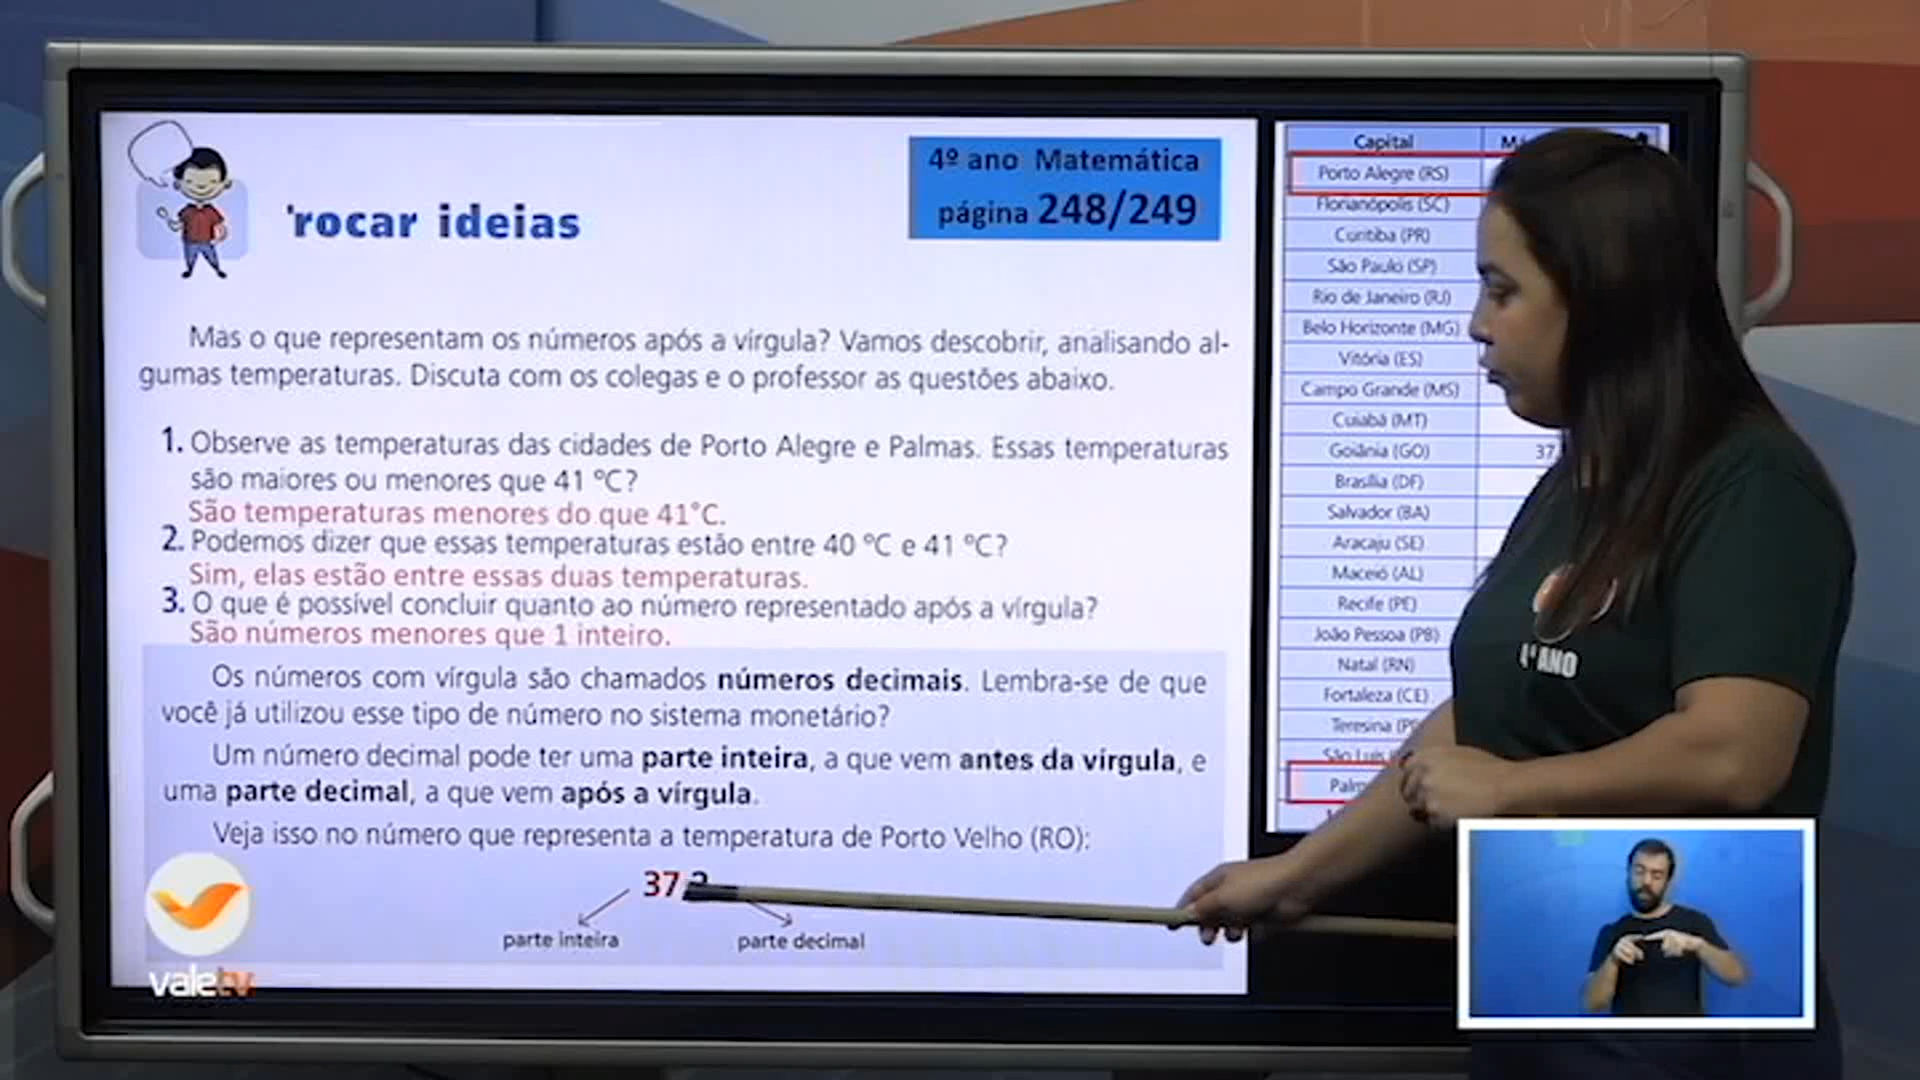 'rocar ideias
4º ano Matemática
página 248/249
Mas o que representam os números após a vírgula? Vamos descobrir, analisando al-
gumas temperaturas. Discuta com os colegas e o professor as questões abaixo.
1. Observe as temperaturas das cidades de Porto Alegre e Palmas. Essas temperaturas
são maiores ou menores que 41 ºC?
São temperaturas menores do que 41°C.
2. Podemos dizer que essas temperaturas estão entre 40 ºC e 41 ºC?
Sim, elas estão entre essas duas temperaturas.
3. O que é possível concluir quanto ao número representado após a vírgula?
São números menores que 1 inteiro.
Os números com vírgula são chamados números decimais. Lembra-se de que
você já utilizou esse tipo de número no sistema monetário?
Um número decimal pode ter uma parte inteira, a que vem antes da vírgula, e
uma parte decimal, a que vem após a vírgula.
Veja isso no número que representa a temperatura de Porto Velho (RO):
37
parte inteira
parte decimal
valetv
Capital
Porto Alegre (RS)
Florianópolis (SC)
Curitiba (PR)
São Paulo (SP)
Rio de Janeiro (RJ)
Belo Horizonte (MG)
Vitória (ES)
Campo Grande (MS)
Cuiabá (MT)
Goiânia (GO) 37
Brasília (DF)
Salvador (BA)
Aracaju (SE)
Maceió (AL)
Recife (PE)
João Pessoa (PB)
Natal (RN)
Fortaleza (CE)
Teresina
São Luís
4º ANO